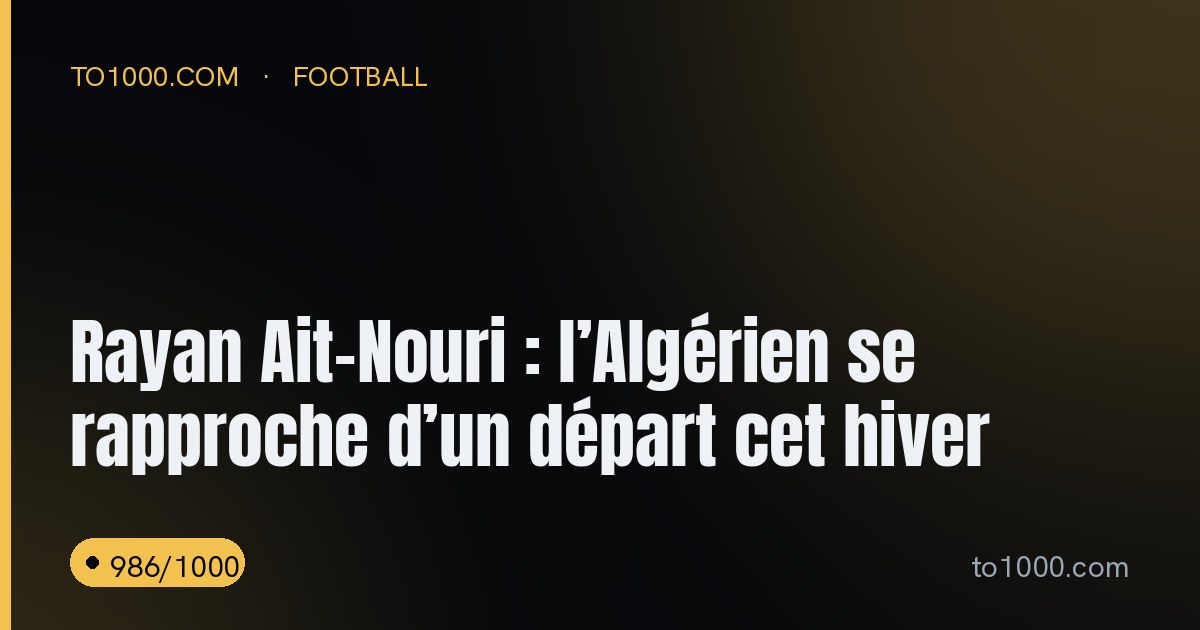 TO1000.COM · FOOTBALL
Rayan Ait-Nouri : l’Algérien se
rapproche d’un départ cet hiver
986/1000
to1000.com